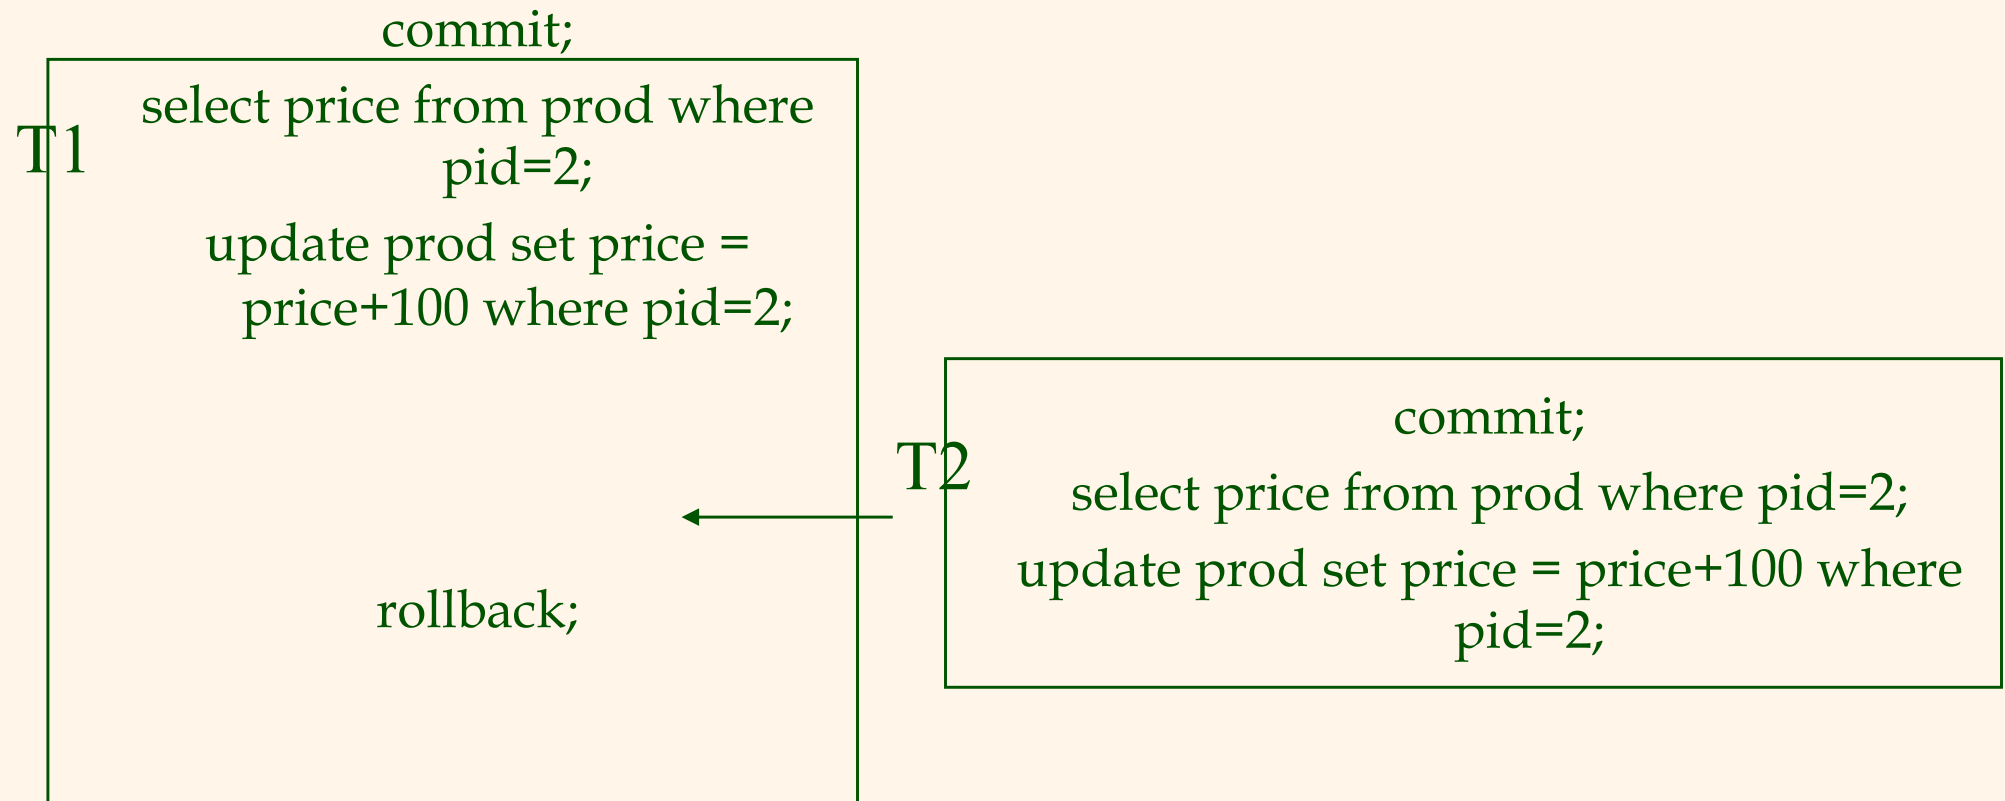 commit;
T1
select price from prod where
pid=2;
update prod set price =
price+100 where pid=2;
rollback;
T2
commit;
select price from prod where pid=2;
update prod set price = price+100 where
pid=2;